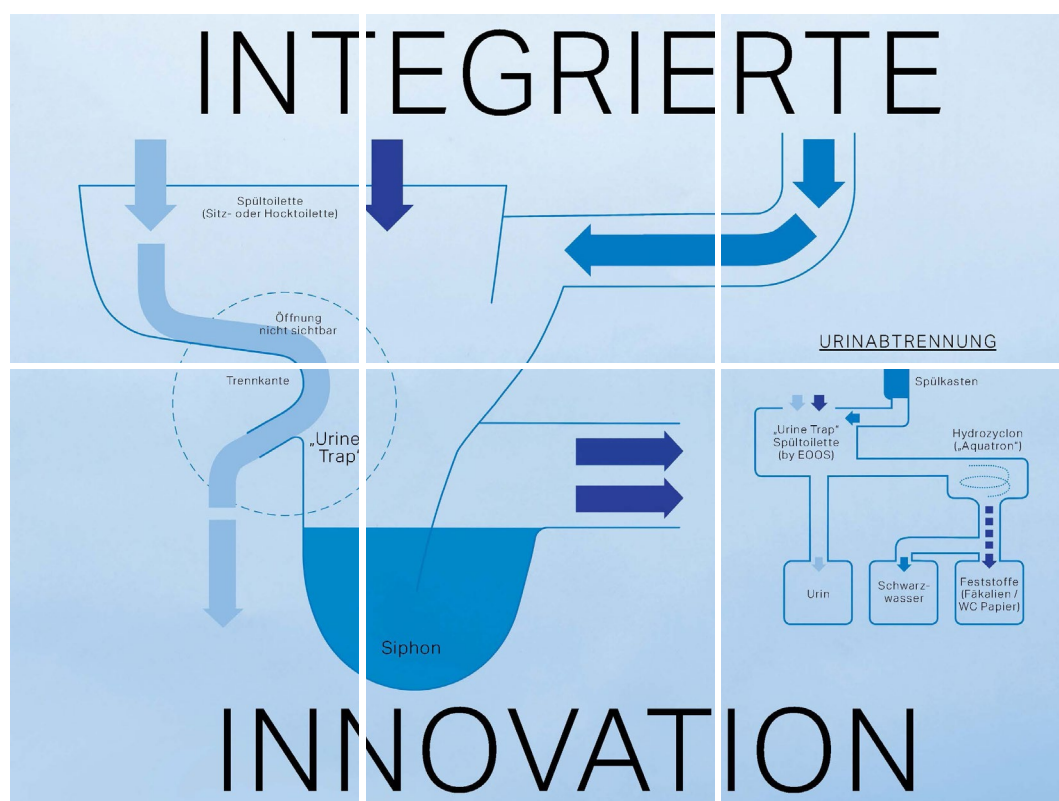 INTEGRIERTE
Spültoilette
(Sitz- oder Hocktoilette)
Öffnung
nicht sichtbar
Trennkante
„Urine
Trap“
Siphon
URINABTRENNUNG
Spülkasten
„Urine Trap“
Spültoilette
(by EOOS)
Hydrozyclon
(„Aquatron“)
Urin
Schwarz-
wasser
Feststoffe
(Fäkalien /
WC Papier)
INNOVATION